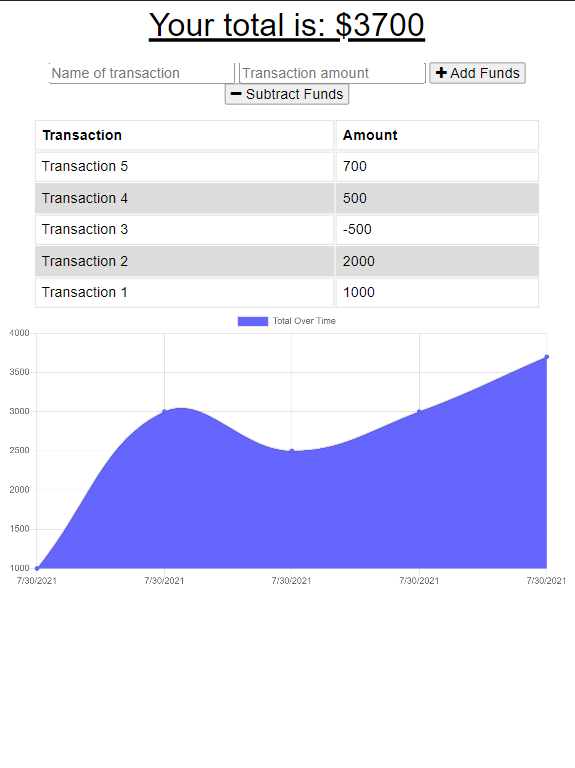 Your total is: $3700
Name of transaction Transaction amount + Add Funds
− Subtract Funds
Transaction Amount
Transaction 5 700
Transaction 4 500
Transaction 3 -500
Transaction 2 2000
Transaction 1 1000
Total Over Time
4000
3500
3000
2500
2000
1500
1000
7/30/2021 7/30/2021 7/30/2021 7/30/2021 7/30/2021